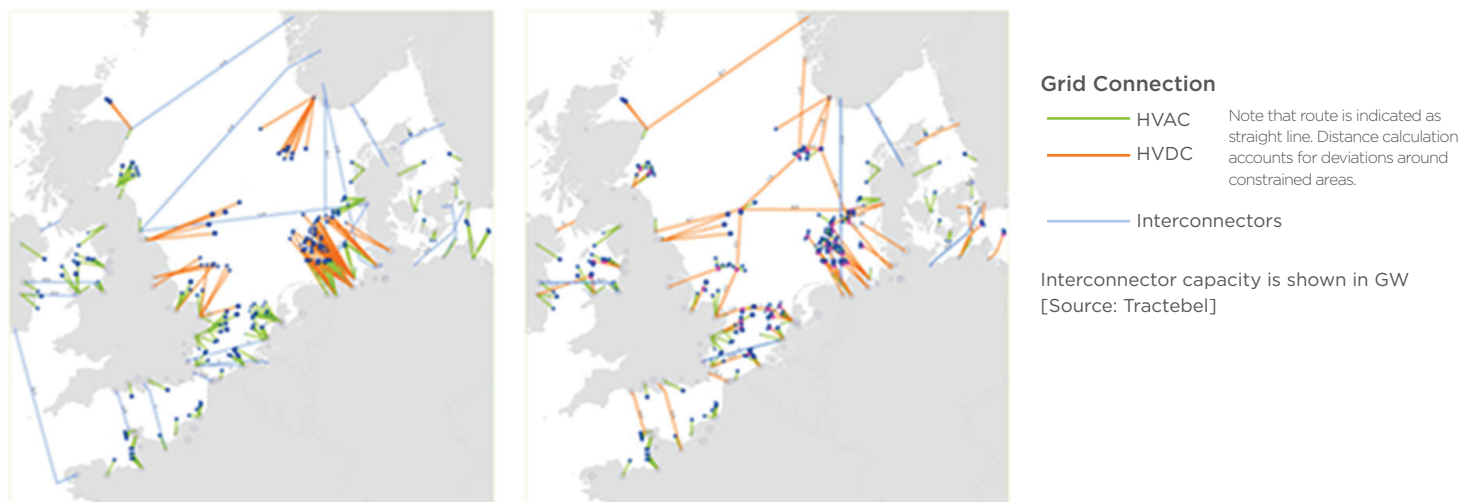 Grid Connection
HVAC
HVDC
Note that route is indicated as
straight line. Distance calculation
accounts for deviations around
constrained areas.
Interconnectors
Interconnector capacity is shown in GW
[Source: Tractebel]